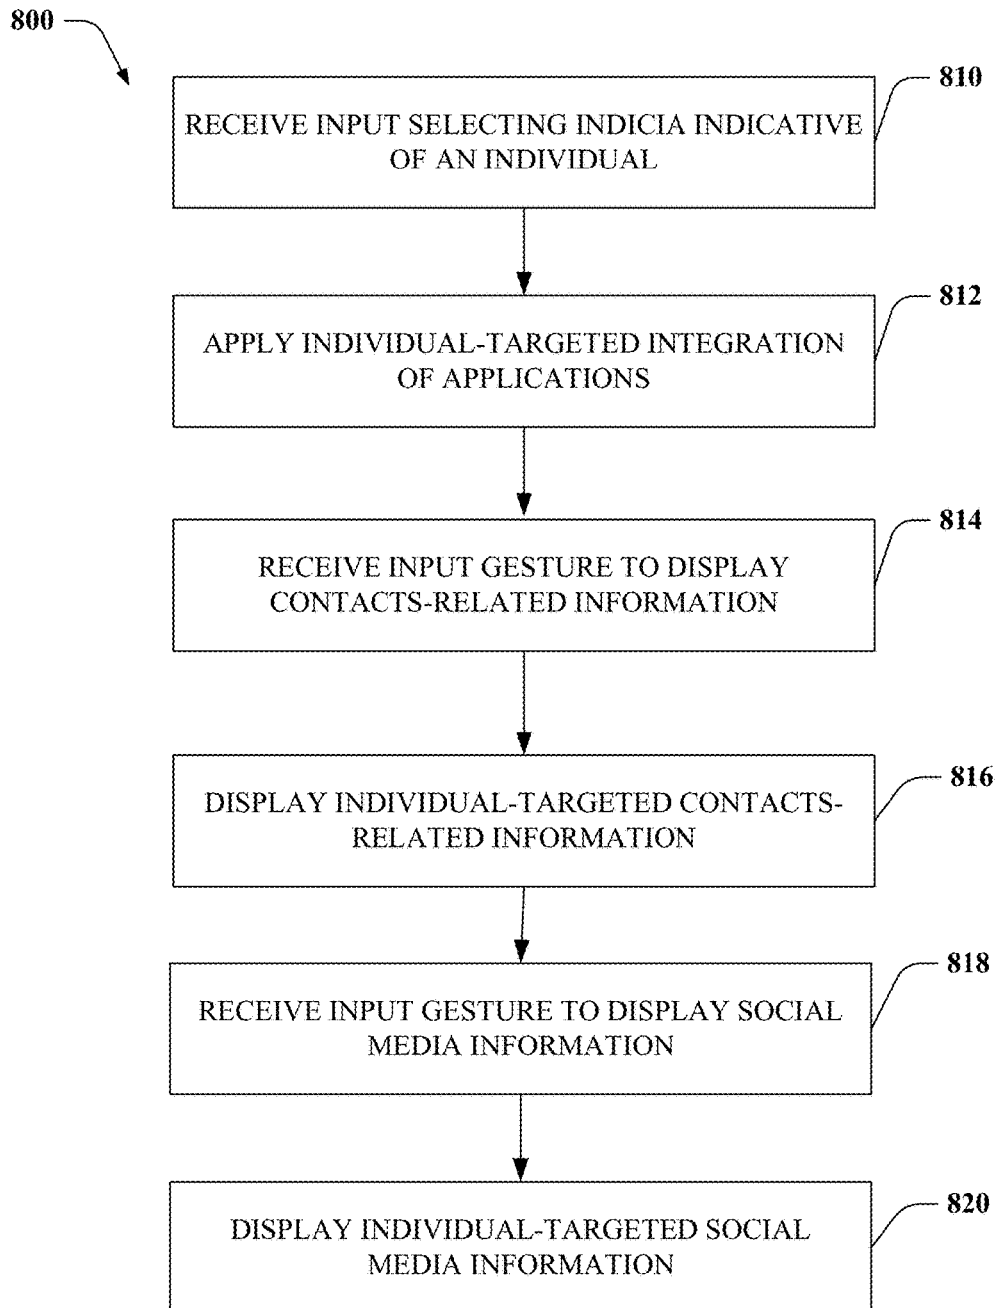 800
810
RECEIVE INPUT SELECTING INDICIA INDICATIVE
OF AN INDIVIDUAL
812
APPLY INDIVIDUAL-TARGETED INTEGRATION
OF APPLICATIONS
814
RECEIVE INPUT GESTURE TO DISPLAY
CONTACTS-RELATED INFORMATION
816
DISPLAY INDIVIDUAL-TARGETED CONTACTS-
RELATED INFORMATION
818
RECEIVE INPUT GESTURE TO DISPLAY SOCIAL
MEDIA INFORMATION
820
DISPLAY INDIVIDUAL-TARGETED SOCIAL
MEDIA INFORMATION